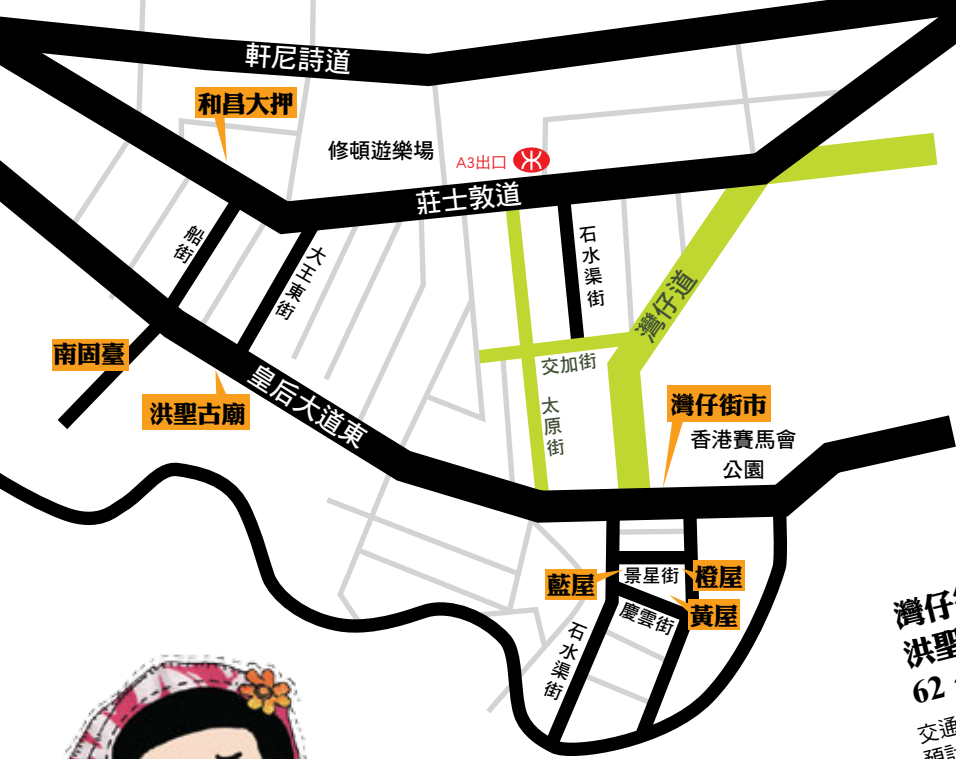 軒尼詩道
和昌大押
修頓遊樂場
A3出口
莊士敦道
船街
大王東街
石水渠街
灣仔道
南固臺
洪聖古廟
皇后大道東
交加街
太原街
灣仔街市
香港賽馬會
公園
藍屋
景星街
橙屋
慶雲街
黃屋
石水渠街
灣仔
洪聖
62
交通
預計